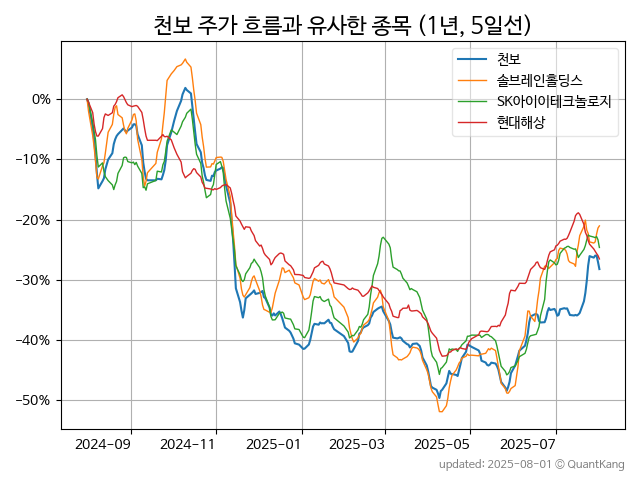 천보 주가 흐름과 유사한 종목 (1년, 5일선)
천보
솔브레인홀딩스
SK아이이테크놀로지
현대해상
0%
−10%
−20%
−30%
−40%
−50%
2024-09 2024-11 2025-01 2025-03 2025-05 2025-07
updated: 2025-08-01 © QuantKang